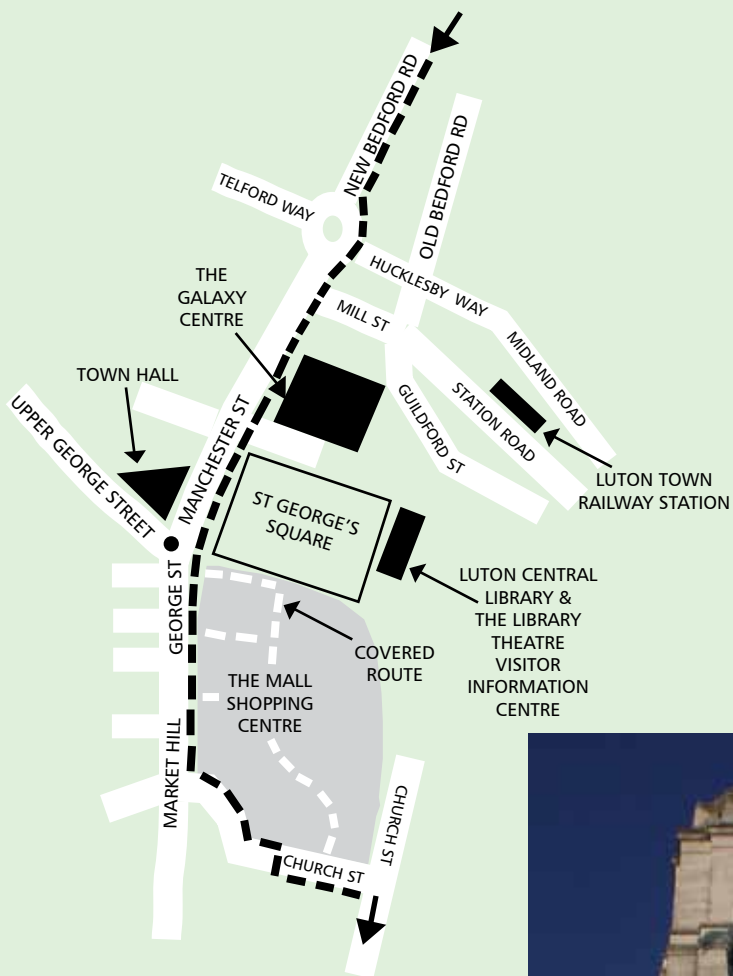 NEW BEDFORD RD
OLD BEDFORD RD
TELFORD WAY
HUCKLESBY WAY
THE
GALAXY
CENTRE
MILL ST
MIDLAND ROAD
TOWN HALL
GUILDFORD ST
STATION ROAD
UPPER GEORGE STREET
MANCHESTER ST
LUTON TOWN
RAILWAY STATION
ST GEORGE'S
SQUARE
GEORGE ST
LUTON CENTRAL
LIBRARY &
THE LIBRARY
THEATRE
VISITOR
INFORMATION
CENTRE
COVERED
ROUTE
THE MALL
SHOPPING
CENTRE
MARKET HILL
CHURCH ST
CHURCH ST